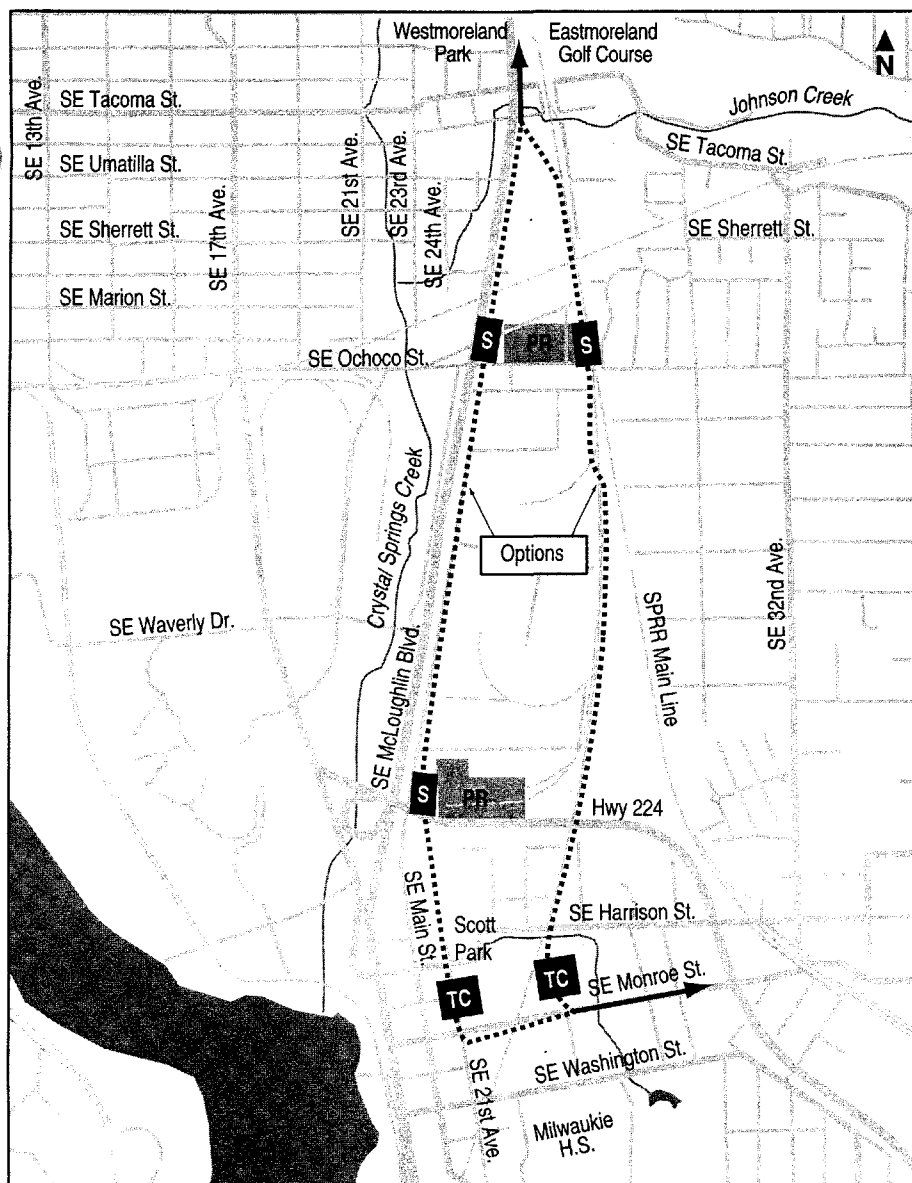 Westmoreland
Park
Eastmoreland
Golf Course
N
SE 13th Ave.
SE Tacoma St.
Johnson Creek
SE Umatilla St.
SE 17th Ave.
SE 21st Ave.
SE 23rd Ave.
SE 24th Ave.
SE Tacoma St.
SE Sherrett St.
SE Sherrett St.
SE Marion St.
S
PR
S
SE Ochoco St.
Crystal Springs Creek
Options
SE 32nd Ave.
SE Waverly Dr.
SE McLoughlin Blvd.
SPRR Main Line
S
PR
Hwy 224
SE Main St.
Scott
Park
SE Harrison St.
TC
TC
SE Monroe St.
SE 21st Ave.
SE Washington St.
Milwaukie
H.S.